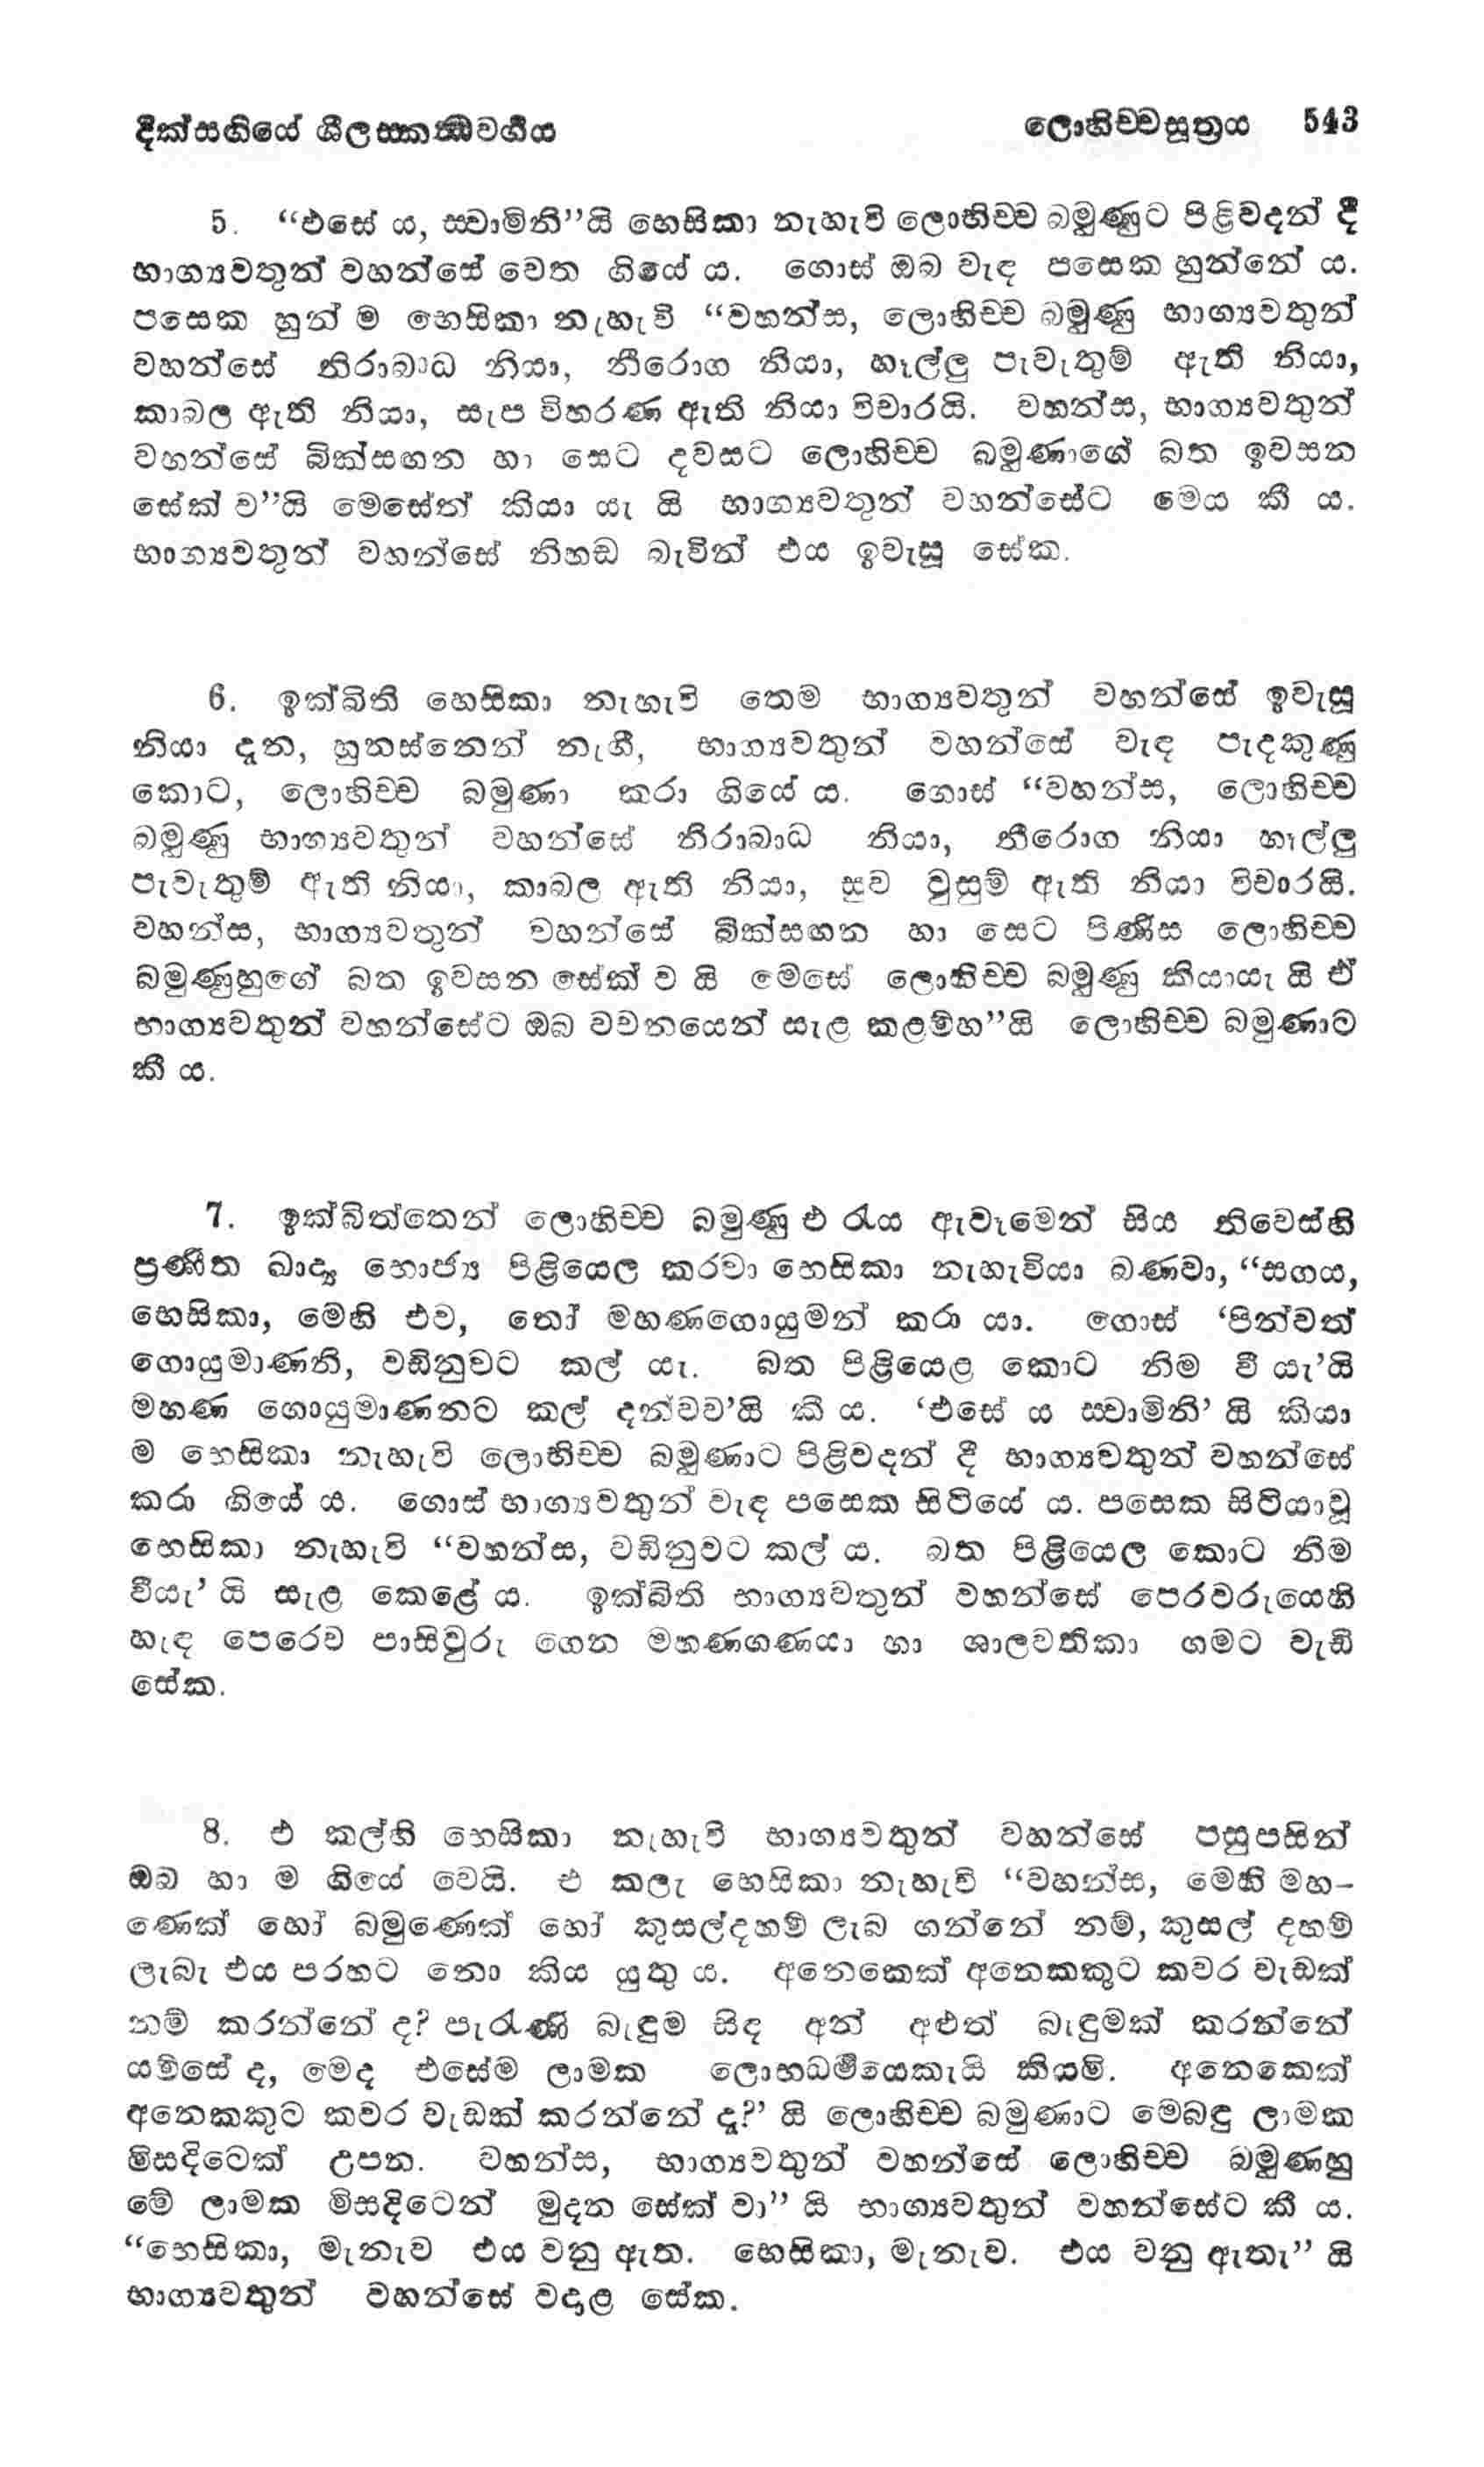 දීක්සඟියේ ශීලස්කන්ධවර්‍ගය ලොහිච්චසූත්‍රය 543
5. “එසේ ය, ස්වාමිනි”යි භෙසිකා නැහැවි ලොහිච්ච බමුණුට පිළිවදන් දී
භාග්‍යවතුන් වහන්සේ වෙත ගියේ ය. ගොස් ඔබ වැඳ පසෙක හුන්නේ ය.
පසෙක හුන් ම භෙසිකා නැහැවි “වහන්ස, ලොහිච්ච බමුණු භාග්‍යවතුන්
වහන්සේ නිරාබාධ නියා, නීරොග නියා, හෑල්ලු පැවැතුම් ඇති නියා,
කාබල ඇති නියා, සැප විහරණ ඇති නියා විචාරයි. වහන්ස, භාග්‍යවතුන්
වහන්සේ බික්සඟන හා සෙට දවසට ලොහිච්ච බමුණාගේ බත ඉවසන
සේක් ව”යි මෙසේත් කියා යැ යි භාග්‍යවතුන් වහන්සේට මෙය කී ය.
භාග්‍යවතුන් වහන්සේ නිහඬ බැවින් එය ඉවැසූ සේක.
6. ඉක්ඛිති භෙසිකා නැහැවි තෙම භාග්‍යවතුන් වහන්සේ ඉවැසූ
නියා දැන, හුනස්නෙන් නැගී, භාග්‍යවතුන් වහන්සේ වැඳ පැදකුණු
කොට, ලොහිච්ච බමුණා කරා ගියේ ය. ගොස් “වහන්ස, ලොහිච්ච
බමුණු භාග්‍යවතුන් වහන්සේ නිරාබාධ නියා, නීරොග නියා හෑල්ලු
පැවැතුම් ඇති නියා, කාබල ඇති නියා, සුව වුසුම් ඇති නියා විචාරයි.
වහන්ස, භාග්‍යවතුන් වහන්සේ බික්සඟන හා සෙට පිණිස ලොහිච්ච
බමුණුහුගේ බත ඉවසන සේක් ව යි මෙසේ ලොහිච්ච බමුණු කියායැ යි ඒ
භාග්‍යවතුන් වහන්සේට ඔබ වචනයෙන් සැළ කළම්හ”යි ලොහිච්ච බමුණාට
කී ය.
7. ඉක්බිත්තෙන් ලොහිච්ච බමුණු එ රැය ඇවෑමෙන් සිය නිවෙස්හි
ප්‍රණීත ඛාද්‍ය භොජ්‍ය පිළියෙල කරවා භෙසිකා නැහැවියා බණවා, “සගය,
භෙසිකා, මෙහි එව, තෝ මහණගොයුමන් කරා යා. ගොස් ‘පින්වත්
ගොයුමාණනි, වඩිනුවට කල් යැ. බත පිළියෙළ කොට නිම වී යැ’යි
මහණ ගොයුමාණනට කල් දන්වව’යි කී ය. ‘එසේ ය ස්වාමිනි’ යි කියා
ම භෙසිකා නැහැවි ලොහිච්ච බමුණාට පිළිවදන් දී භාග්‍යවතුන් වහන්සේ
කරා ගියේ ය. ගොස් භාග්‍යවතුන් වැඳ පසෙක සිටියේ ය. පසෙක සිටියාවූ
භෙසිකා නැහැවි “වහන්ස, වඩිනුවට කල් ය. බත පිළියෙල කොට නිම
වීයැ’ යි සැළ කෙළේ ය. ඉක්බිති භාග්‍යවතුන් වහන්සේ පෙරවරුයෙහි
හැඳ පෙරෙව පාසිවුරු ගෙන මහණගණයා හා ශාලවතිකා ගමට වැඩි
සේක.
8. එ කල්හි භෙසිකා නැහැවි භාග්‍යවතුන් වහන්සේ පසුපසින්
ඔබ හා ම ගියේ වෙයි. එ කලැ භෙසිකා නැහැවි “වහන්ස, මෙහි මහ-
ණෙක් හෝ බමුණෙක් හෝ කුසල්දහම් ලැබ ගන්නේ නම්, කුසල් දහම්
ලැබැ එය පරහට නො කිය යුතු ය. අනෙකෙක් අනෙකකුට කවර වැඩක්
නම් කරන්නේ ද? පැරැණි බැඳුම සිඳ අන් අළුත් බැඳුමක් කරන්නේ
යම්සේ ද, මෙද එසේම ලාමක ලොභධර්‍මයෙකැයි කියමි. අනෙකෙක්
අනෙකකුට කවර වැඩක් කරන්නේ දැ?’ යි ලොහිච්ච බමුණාට මෙබඳු ලාමක
මිසදිටෙක් උපන. වහන්ස, භාග්‍යවතුන් වහන්සේ ලොහිච්ච බමුණහු
මේ ලාමක මිසදිටෙන් මුදන සේක් වා” යි භාග්‍යවතුන් වහන්සේට කී ය.
“භෙසිකා, මැනැව එය වනු ඇත. භෙසිකා, මැනැව. එය වනු ඇතැ” යි
භාග්‍යවතුන් වහන්සේ වදාළ සේක.